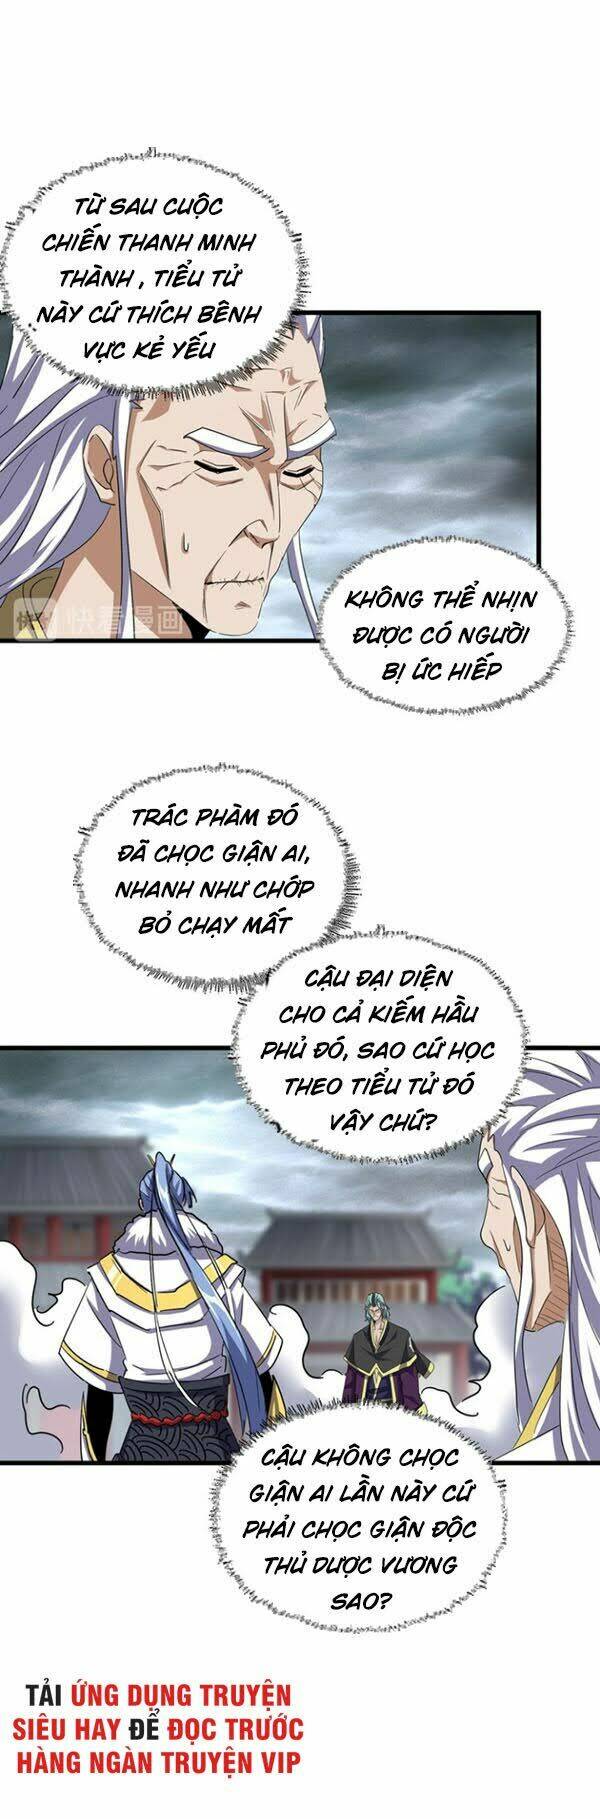 TỪ SAU CUỘC
CHIẾN THANH MINH
THÀNH , TIỂU TỬ
NÀY CỨ THÍCH BÊNH
VỰC KẺ YẾU
快看漫画
KHÔNG THỂ NHỊN
ĐƯỢC CÓ NGƯỜI
BỊ ỨC HIẾP
TRÁC PHÀM ĐÓ
ĐÃ CHỌC GIẬN AI,
NHANH NHƯ CHỚP
BỎ CHẠY MẤT
CẬU ĐẠI DIỆN
CHO CẢ KIẾM HẦU
PHỦ ĐÓ, SAO CỨ HỌC
THEO TIỂU TỬ ĐÓ
VẬY CHỨ?
CẬU KHÔNG CHỌC
GIẬN AI LẦN NÀY CỨ
PHẢI CHỌC GIẬN ĐỘC
THỦ DƯỢC VƯƠNG
SAO?
TẢI ỨNG DỤNG TRUYỆN
SIÊU HAY ĐỂ ĐỌC TRƯỚC
HÀNG NGÀN TRUYỆN VIP